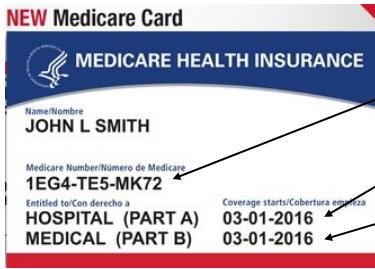 NEW Medicare Card
MEDICARE HEALTH INSURANCE
Name/Nombre
JOHN L SMITH
Medicare Number/Número de Medicare
1EG4-TE5-MK72
Entitled to/Con derecho a Coverage starts/Cobertura empieza
HOSPITAL (PART A) 03-01-2016
MEDICAL (PART B) 03-01-2016